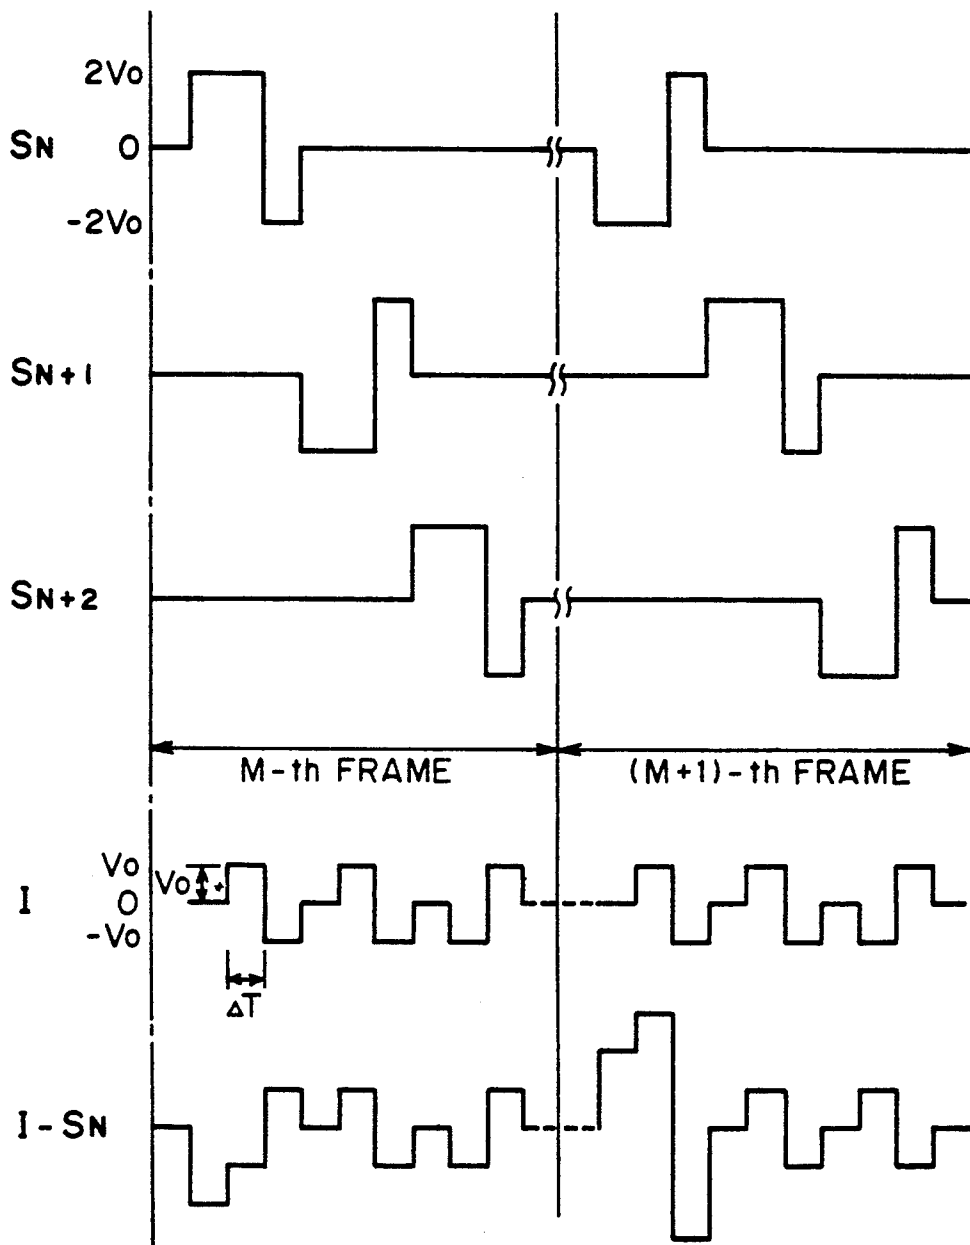 2Vo
SN 0
-2Vo
SN+1
SN+2
M-th FRAME (M+1)-th FRAME
Vo
Vo
I 0
-Vo
ΔT
I-SN